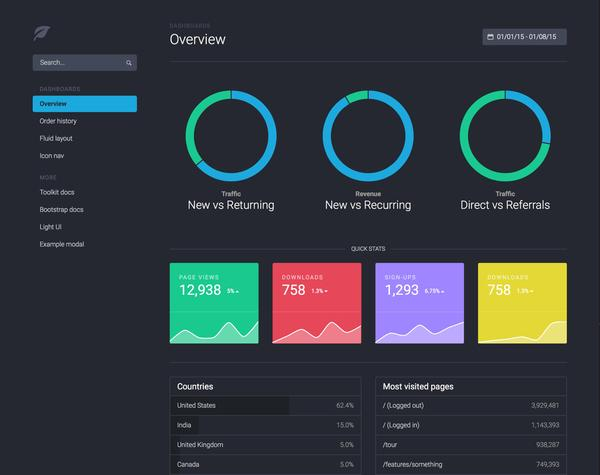 DASHBOARDS
Overview
01/01/15 - 01/08/15
Search...
DASHBOARDS
Overview
Order history
Fluid layout
Icon nav
MORE
Toolkit docs
Bootstrap docs
Light UI
Example modal
Traffic
New vs Returning
Revenue
New vs Recurring
Traffic
Direct vs Referrals
QUICK STATS
PAGE VIEWS
12,938 5%
DOWNLOADS
758 1.3%
SIGN-UPS
1,293 6.75%
DOWNLOADS
758 1.3%
Countries
United States 62.4%
India 15.0%
United Kingdom 5.0%
Canada 5.0%
Most visited pages
/ (Logged out) 3,929,481
/ (Logged in) 1,143,393
/tour 938,287
/features/something 749,393